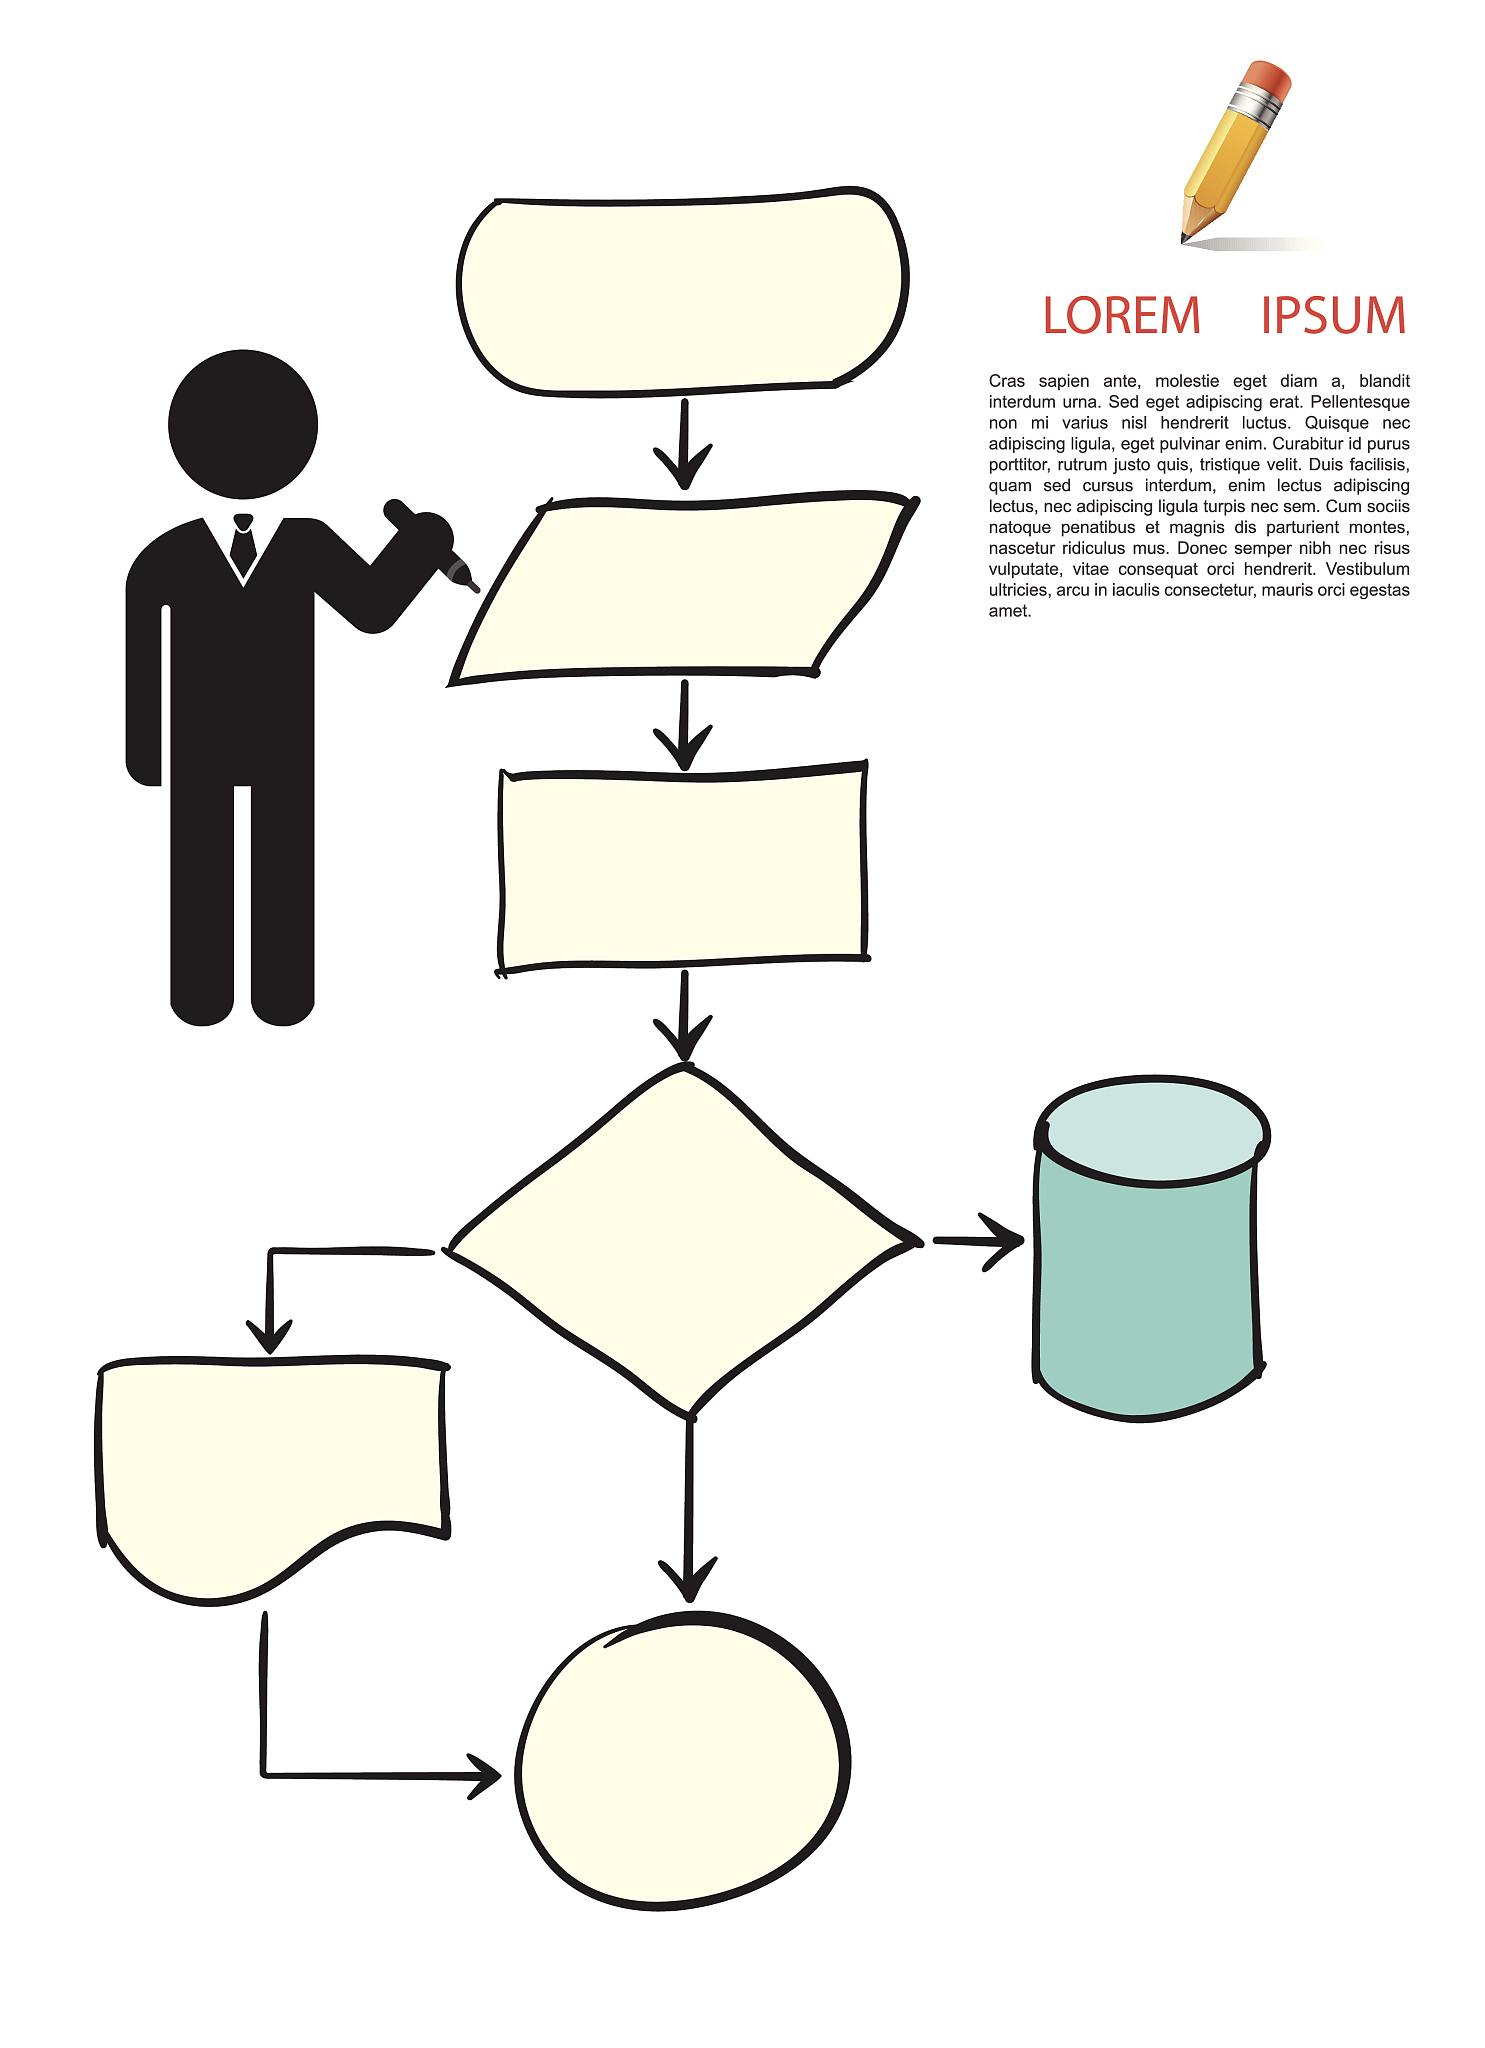 LOREM IPSUM
Cras sapien ante, molestie eget diam a, blandit
interdum urna. Sed eget adipiscing erat. Pellentesque
non mi varius nisl hendrerit luctus. Quisque nec
adipiscing ligula, eget pulvinar enim. Curabitur id purus
porttitor, rutrum justo quis, tristique velit. Duis facilisis,
quam sed cursus interdum, enim lectus adipiscing
lectus, nec adipiscing ligula turpis nec sem. Cum sociis
natoque penatibus et magnis dis parturient montes,
nascetur ridiculus mus. Donec semper nibh nec risus
vulputate, vitae consequat orci hendrerit. Vestibulum
ultricies, arcu in iaculis consectetur, mauris orci egestas
amet.